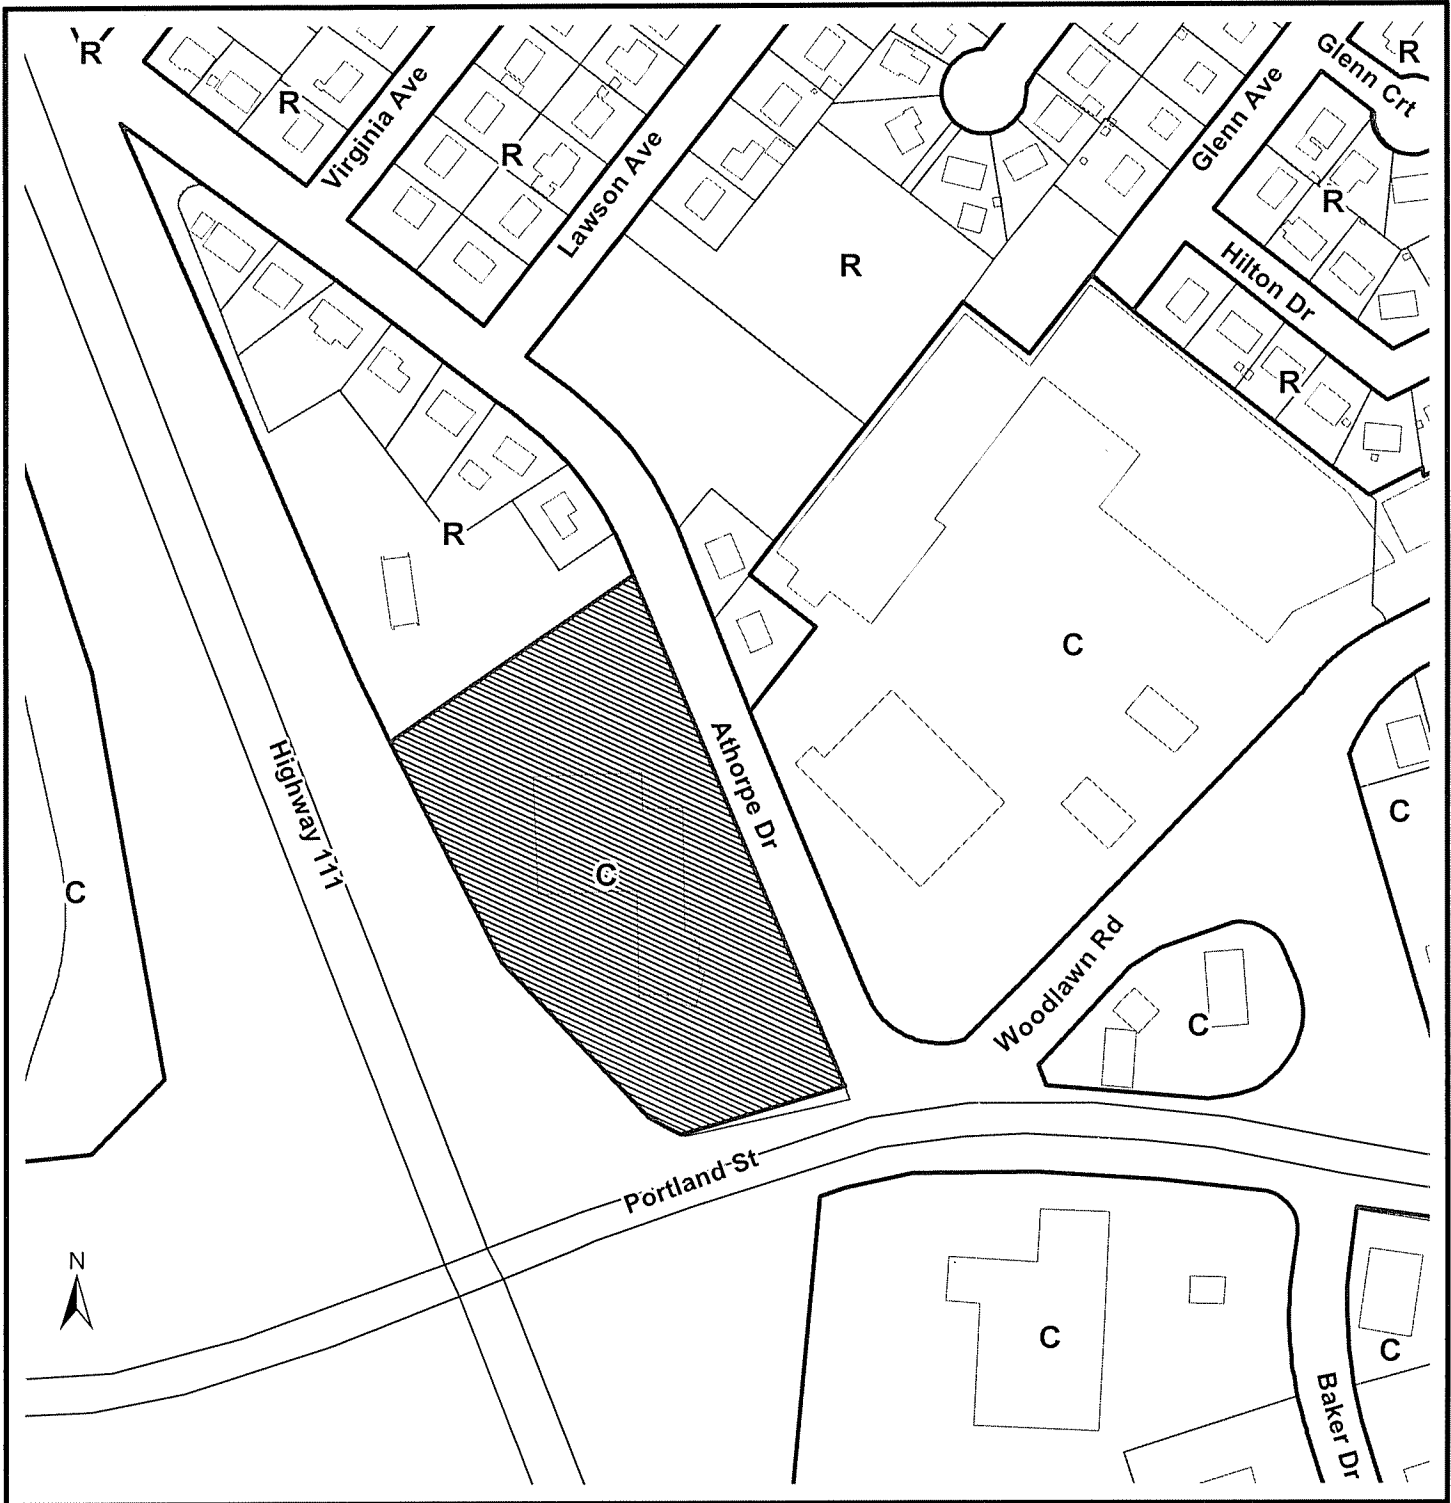 R
R
Virginia Ave
R
Lawson Ave
R
Glenn Ave
Glenn Crt
R
R
Hilton Dr
R
R
C
Athorpe Dr
Highway 111
C
C
C
Woodlawn Rd
C
Portland St
N
C
C
Baker Dr